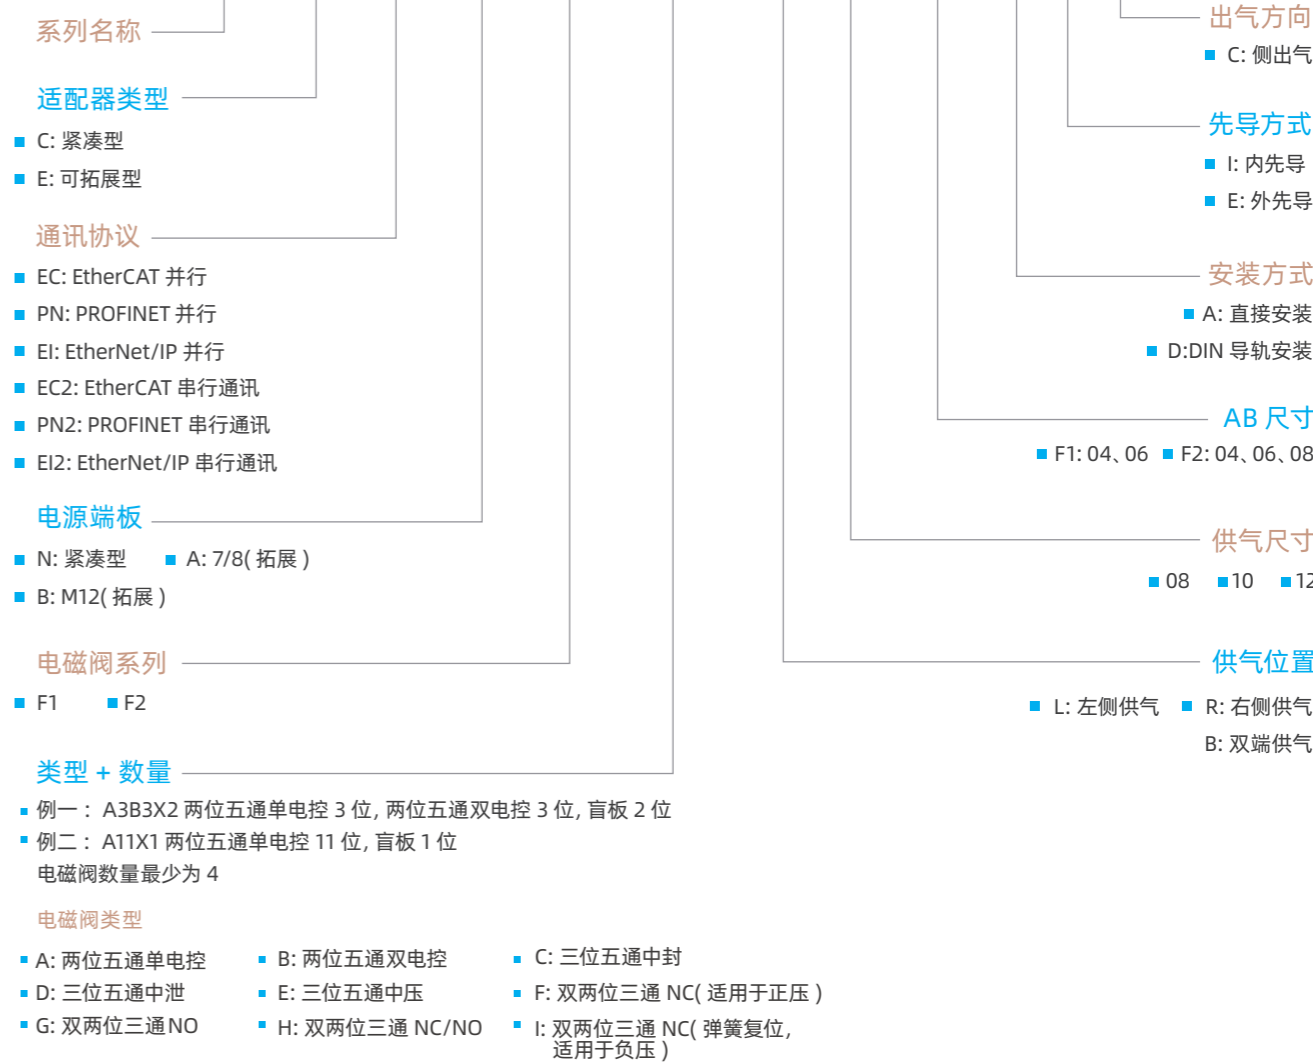 系列名称
适配器类型
C: 紧凑型
E: 可拓展型
通讯协议
EC: EtherCAT 并行
PN: PROFINET 并行
EI: EtherNet/IP 并行
EC2: EtherCAT 串行通讯
PN2: PROFINET 串行通讯
EI2: EtherNet/IP 串行通讯
电源端板
N: 紧凑型 A: 7/8( 拓展 )
B: M12( 拓展 )
电磁阀系列
F1 F2
类型 + 数量
例一： A3B3X2 两位五通单电控 3 位, 两位五通双电控 3 位, 盲板 2 位
例二： A11X1 两位五通单电控 11 位, 盲板 1 位
电磁阀数量最少为 4
电磁阀类型
A: 两位五通单电控 B: 两位五通双电控 C: 三位五通中封
D: 三位五通中泄 E: 三位五通中压 F: 双两位三通 NC( 适用于正压 )
G: 双两位三通NO H: 双两位三通 NC/NO I: 双两位三通 NC( 弹簧复位,
适用于负压 )
出气方向
C: 侧出气
先导方式
I: 内先导
E: 外先导
安装方式
A: 直接安装
D:DIN 导轨安装
AB 尺寸
F1: 04、06 F2: 04、06、08
供气尺寸
08 10 12
供气位置
L: 左侧供气 R: 右侧供气
B: 双端供气